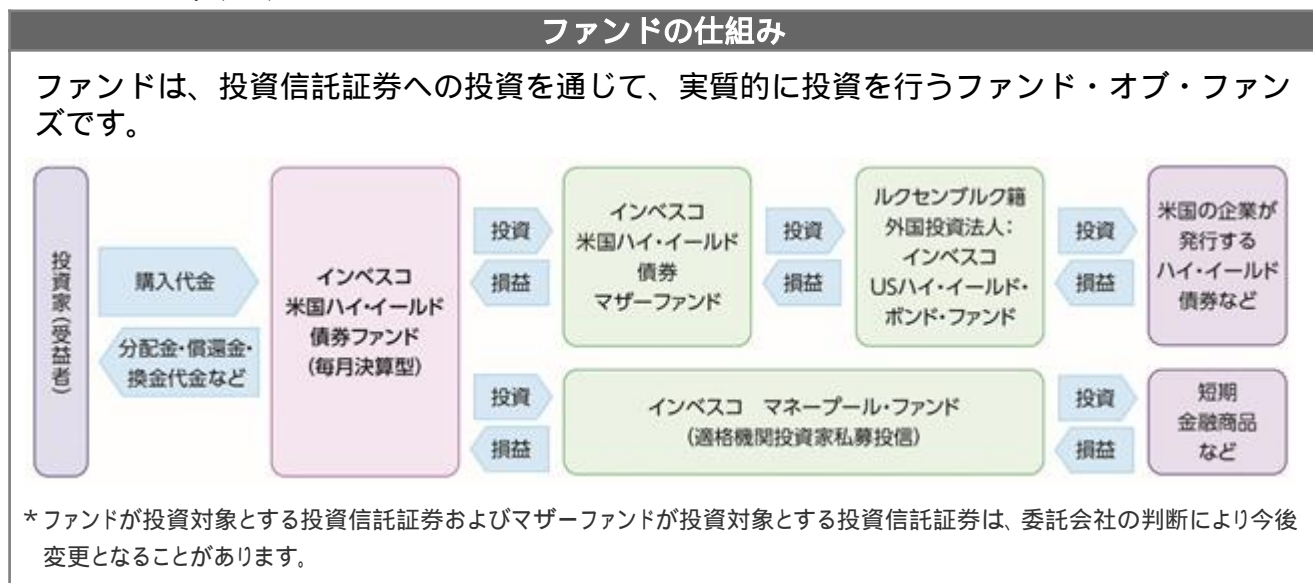 ファンドの仕組み
ファンドは、投資信託証券への投資を通じて、実質的に投資を行うファンド・オブ・ファン
ズです。
投資家(受益者)
購入代金
分配金・償還金・
換金代金など
インベスコ
米国ハイ・イールド
債券ファンド
(毎月決算型)
投資
損益
インベスコ
米国ハイ・イールド
債券
マザーファンド
投資
損益
ルクセンブルク籍
外国投資法人:
インベスコ
USハイ・イールド・
ボンド・ファンド
投資
損益
米国の企業が
発行する
ハイ・イールド
債券など
投資
損益
インベスコ マネープール・ファンド
(適格機関投資家私募投信)
投資
損益
短期
金融商品
など
*ファンドが投資対象とする投資信託証券およびマザーファンドが投資対象とする投資信託証券は、委託会社の判断により今後
変更となることがあります。